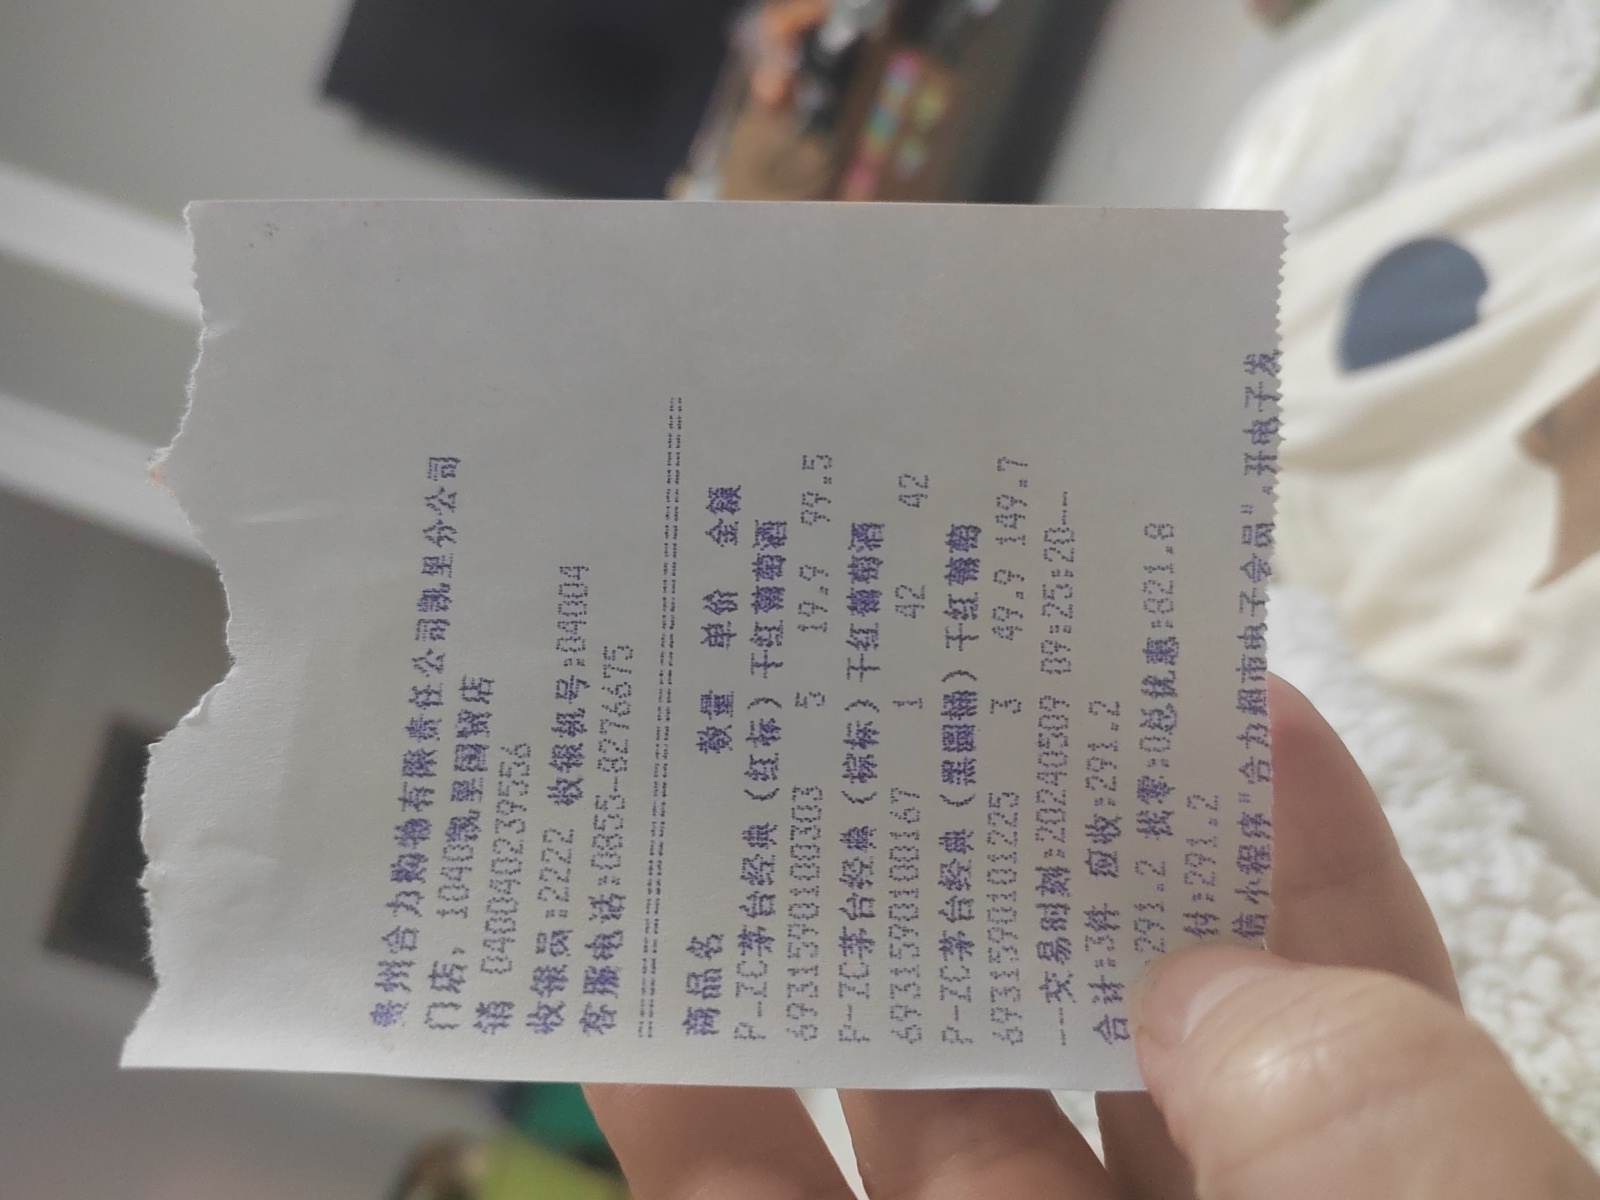 贵州合力购物有限责任公司凯里分公司
门店: 1040凯里国贸店
销 040040239556
收银员:2222 收银机号:04004
客服电话:0855-8276675
商品名 数量 单价 金额
P-ZC茅台经典(红标)干红葡萄酒
6931590100303 5 19.9 99.5
P-ZC茅台经典(棕标)干红葡萄酒
6931590100167 1 42 42
P-ZC茅台经典(黑圆桶)干红葡萄
6931590101225 3 49.9 149.7
---交易时刻:20240509 09:25:20---
合计:3件 应收:291.2
291.2 找零:0总优惠:821.8
付:291.2
信小程序"合力超市电子会员",开电子发